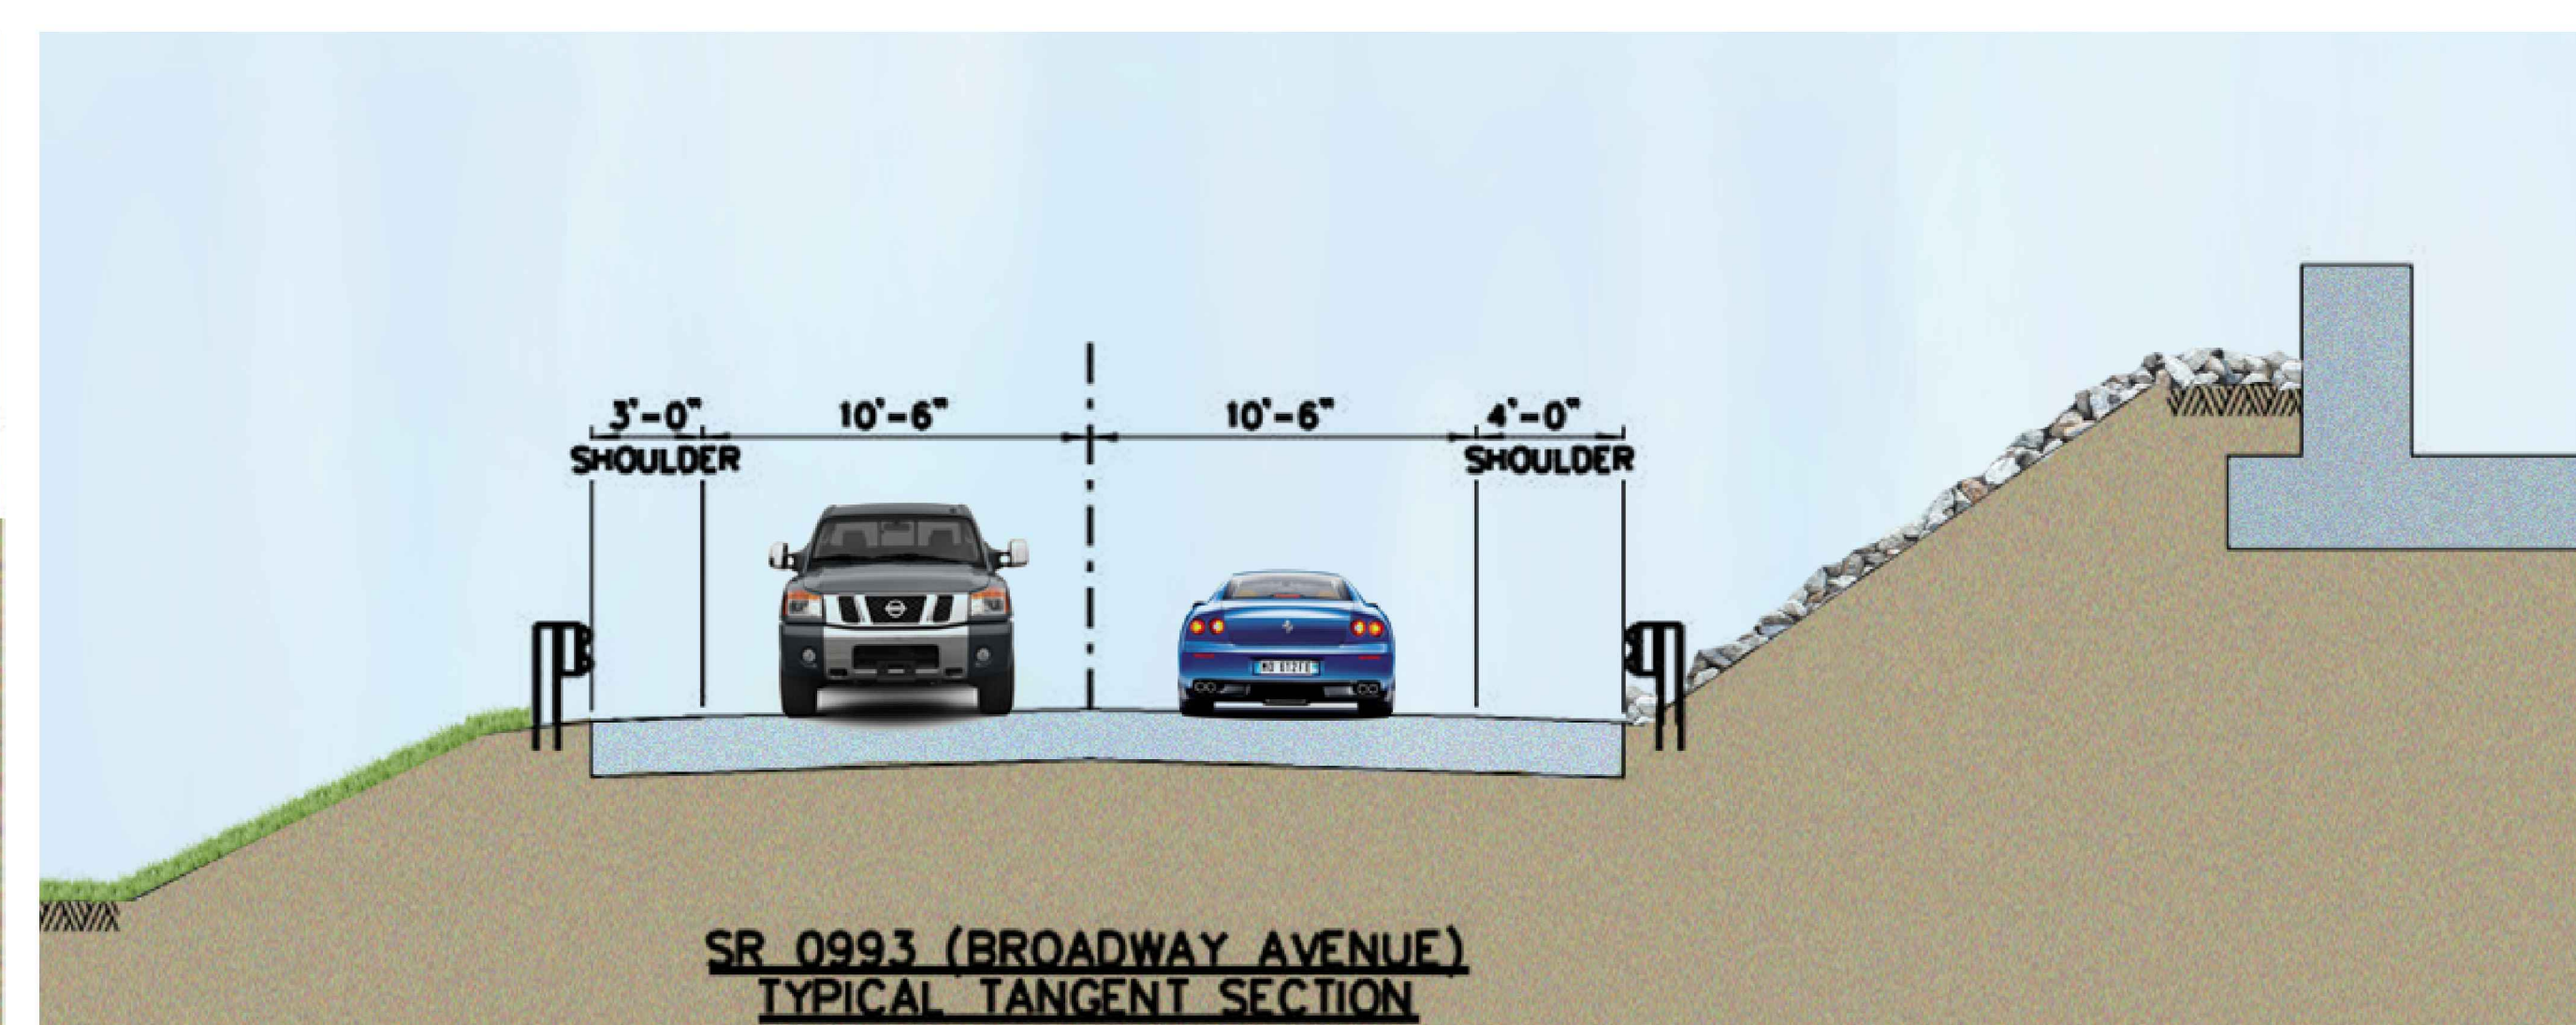 3'-0" 10'-6" 10'-6" 4'-0"
SHOULDER SHOULDER
SR 0993 (BROADWAY AVENUE)
TYPICAL TANGENT SECTION